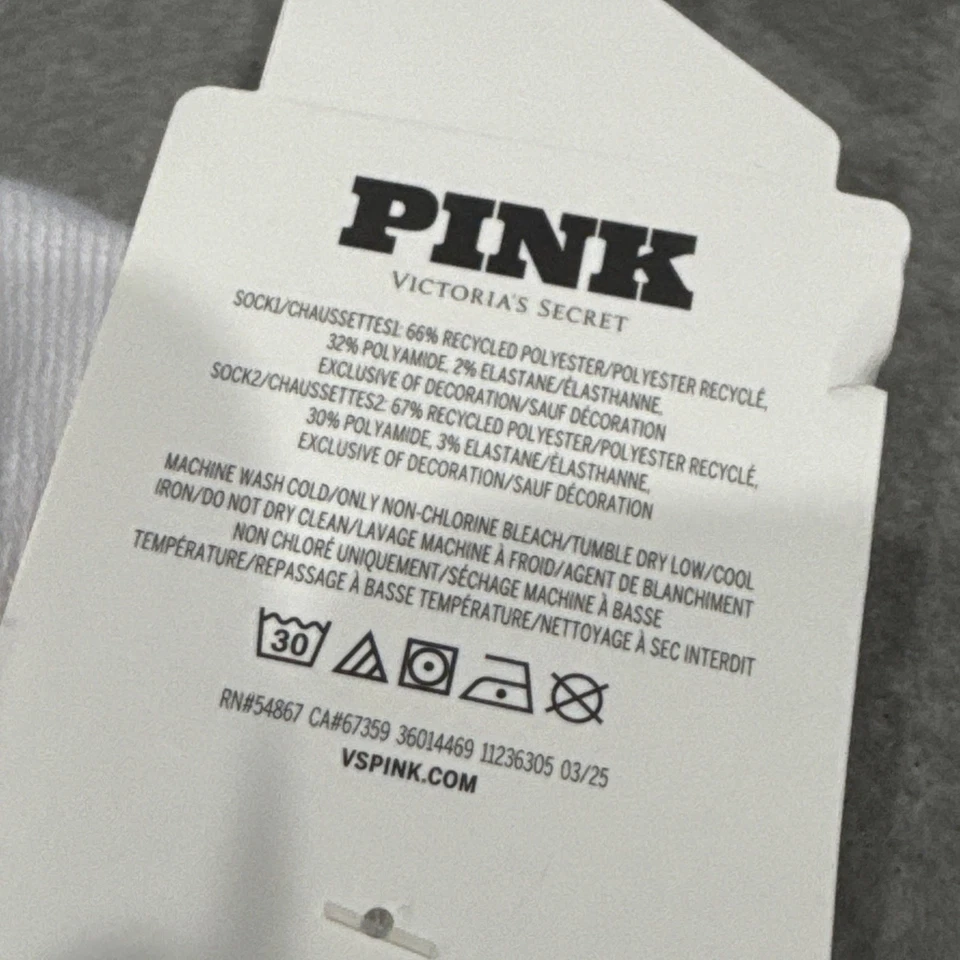 PINK
VICTORIA'S SECRET
SOCK1/CHAUSSETTES1: 66% RECYCLED POLYESTER/POLYESTER RECYCLÉ,
32% POLYAMIDE, 2% ELASTANE/ÉLASTHANNE,
EXCLUSIVE OF DECORATION/SAUF DÉCORATION
SOCK2/CHAUSSETTES2: 67% RECYCLED POLYESTER/POLYESTER RECYCLÉ,
30% POLYAMIDE, 3% ELASTANE/ÉLASTHANNE,
EXCLUSIVE OF DECORATION/SAUF DÉCORATION
MACHINE WASH COLD/ONLY NON-CHLORINE BLEACH/TUMBLE DRY LOW/COOL
IRON/DO NOT DRY CLEAN/LAVAGE MACHINE À FROID/AGENT DE BLANCHIMENT
NON CHLORÉ UNIQUEMENT/SÉCHAGE MACHINE À BASSE
TEMPÉRATURE/REPASSAGE À BASSE TEMPÉRATURE/NETTOYAGE À SEC INTERDIT
30
RN#54867 CA#67359 36014469 11236305 03/25
VSPINK.COM